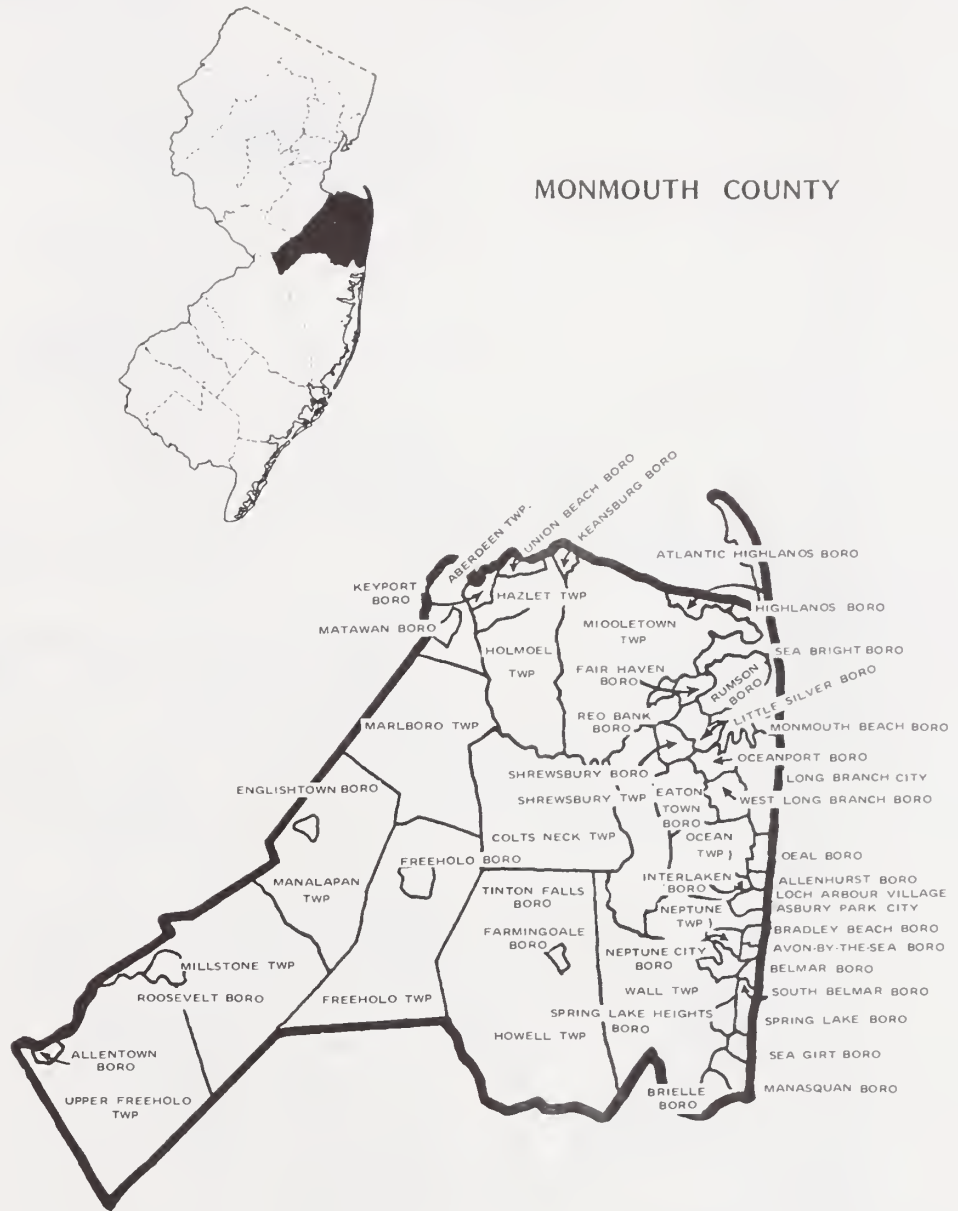 MONMOUTH COUNTY
ABERDEEN TWP.
UNION BEACH BORO
KEANSBURG BORO
ATLANTIC HIGHLANOS BORO
KEYPORT
BORO
HAZLET TWP
HIGHLANOS BORO
MATAWAN BORO
MIOOLETOWN
TWP
HOLMOEL
TWP
SEA BRIGHT BORO
FAIR HAVEN
BORO
RUMSON
BORO
LITTLE SILVER BORO
REO BANK
BORO
MARLBORO TWP
MONMOUTH BEACH BORO
OCEANPORT BORO
SHREWSBURY BORO
LONG BRANCH CITY
ENGLISHTOWN BORO
SHREWSBURY TWP
EATON
TOWN
BORO
WEST LONG BRANCH BORO
COLTS NECK TWP
OCEAN
TWP)
FREEHOLO BORO
OEAL BORO
MANALAPAN
TWP
INTERLAKEN
BORO
ALLENHURST BORO
TINTON FALLS
BORO
LOCH ARBOUR VILLAGE
ASBURY PARK CITY
NEPTUNE
TWP)
FARMINGOALE
BORO
BRADLEY BEACH BORO
AVON-BY-THE-SEA BORO
NEPTUNE CITY
BORO
MILLSTONE TWP
BELMAR BORO
ROOSEVELT BORO
FREEHOLO TWP
WALL TWP
SOUTH BELMAR BORO
SPRING LAKE HEIGHTS
BORO
SPRING LAKE BORO
HOWELL TWP
ALLENTOWN
BORO
SEA GIRT BORO
UPPER FREEHOLO
TWP
BRIELLE
BORO
MANASQUAN BORO